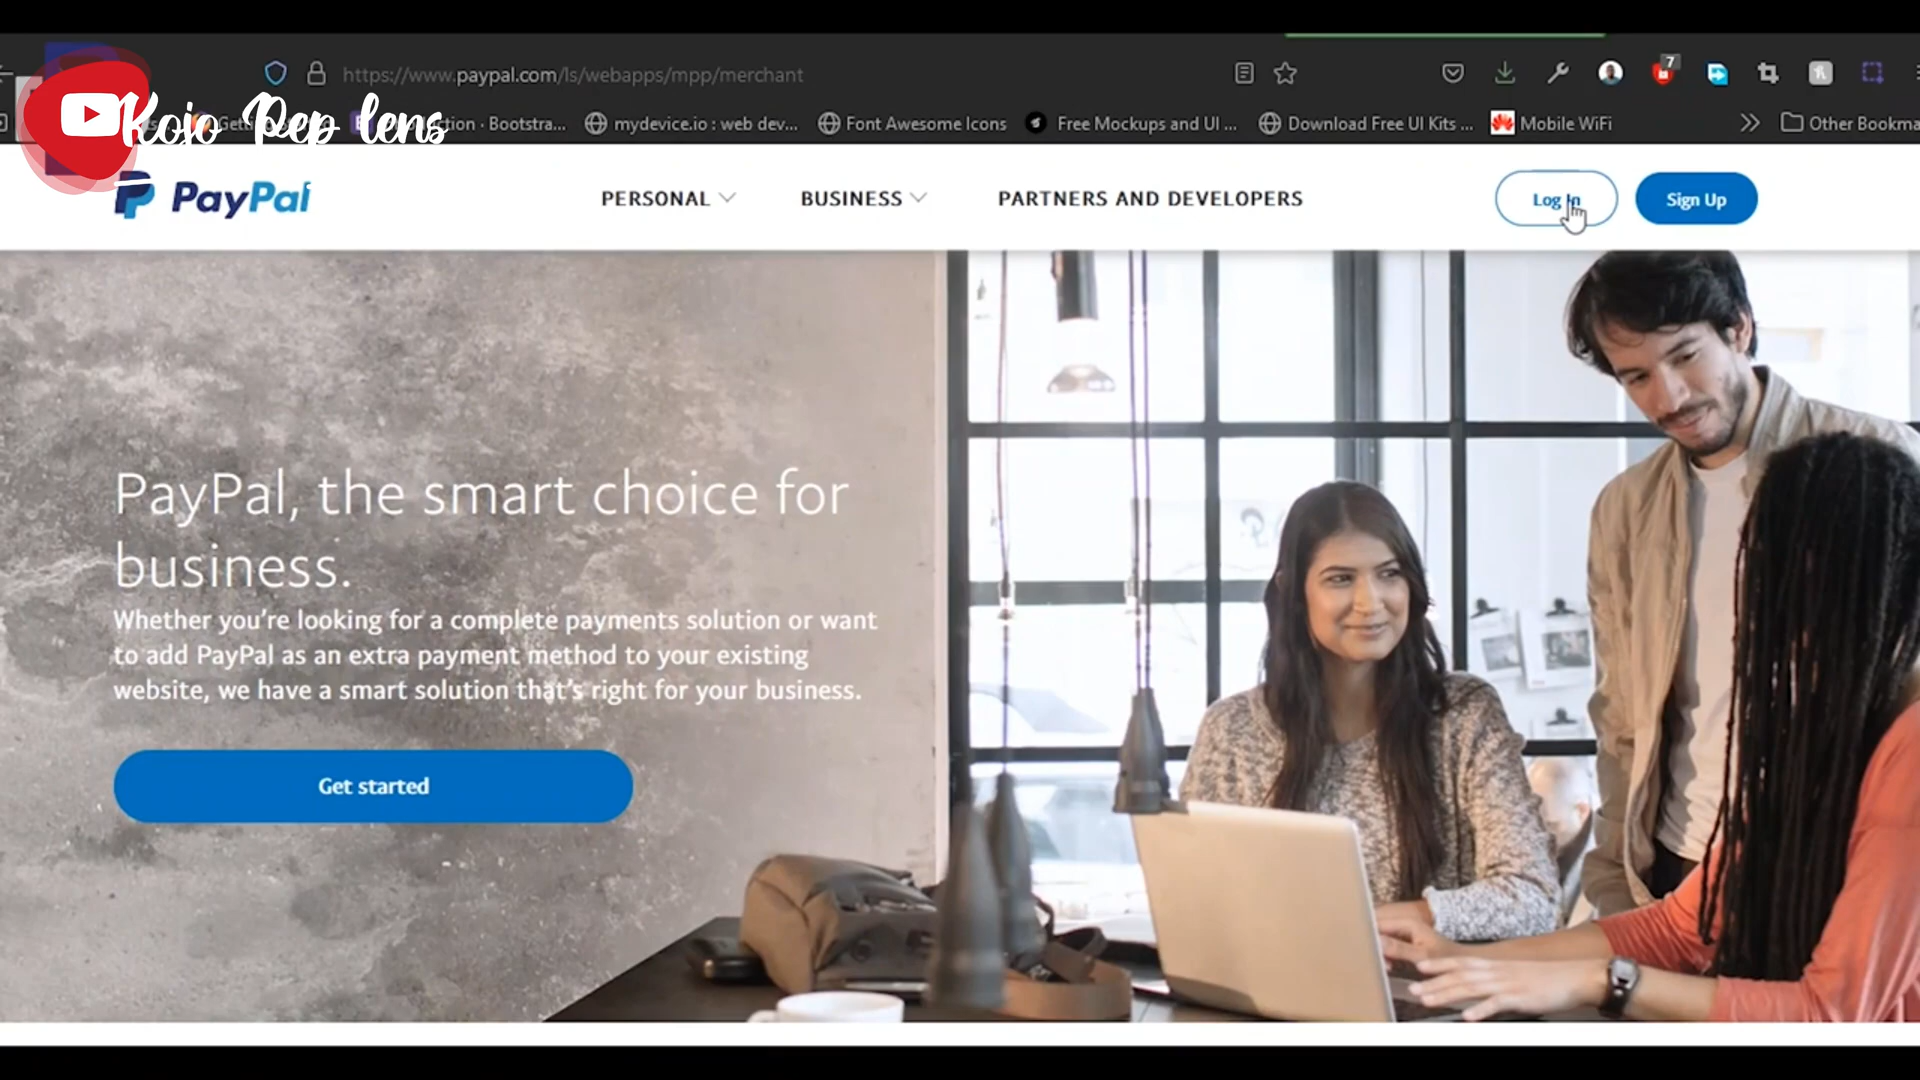 https://www.paypal.com/ls/webapps/mpp/merchant
7
Kojo Pep lens
Bootstra...
mydevice.io : web dev...
Font Awesome Icons
Free Mockups and UI ...
Download Free UI Kits ...
Mobile WiFi
Other Bookma
PayPal
PERSONAL
BUSINESS
PARTNERS AND DEVELOPERS
Log In
Sign Up
PayPal, the smart choice for
business.
Whether you're looking for a complete payments solution or want
to add PayPal as an extra payment method to your existing
website, we have a smart solution that's right for your business.
Get started